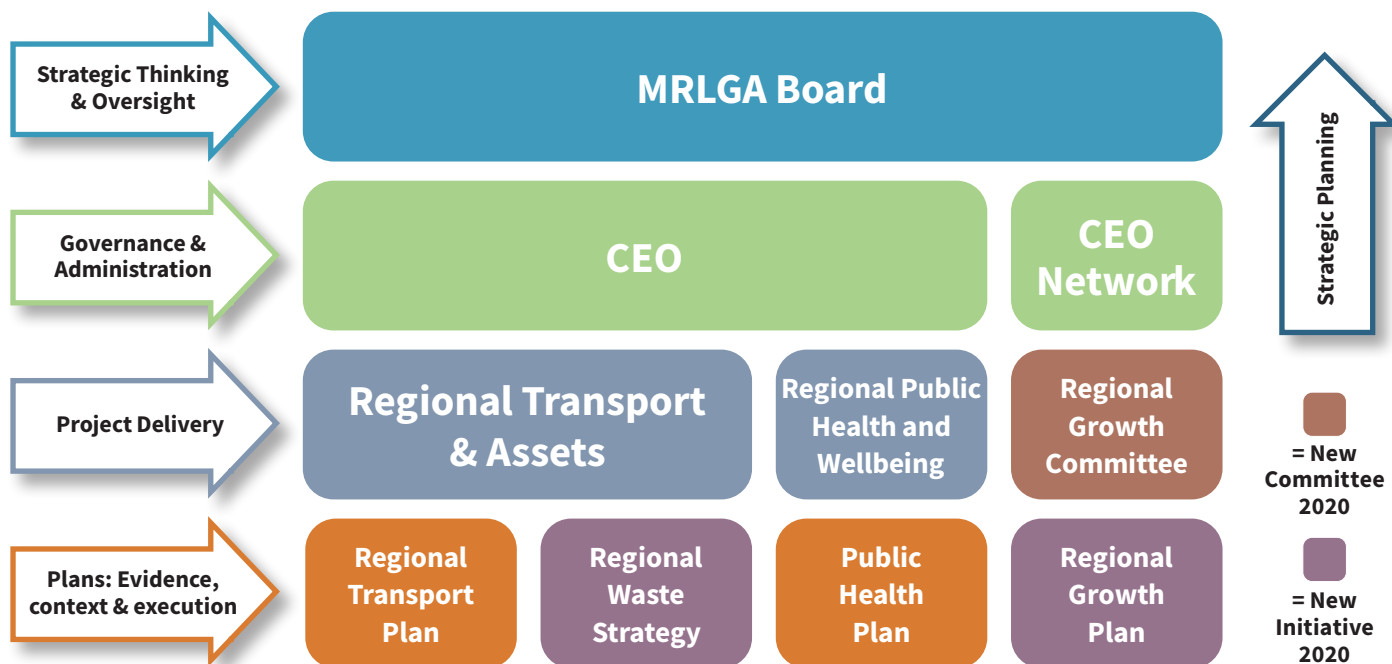 Strategic Thinking
& Oversight
MRLGA Board
Strategic Planning
Governance &
Administration
CEO
CEO
Network
Project Delivery
Regional Transport
& Assets
Regional Public
Health and
Wellbeing
Regional
Growth
Committee
= New
Committee
2020
Plans: Evidence,
context & execution
Regional
Transport
Plan
Regional
Waste
Strategy
Public
Health
Plan
Regional
Growth
Plan
= New
Initiative
2020